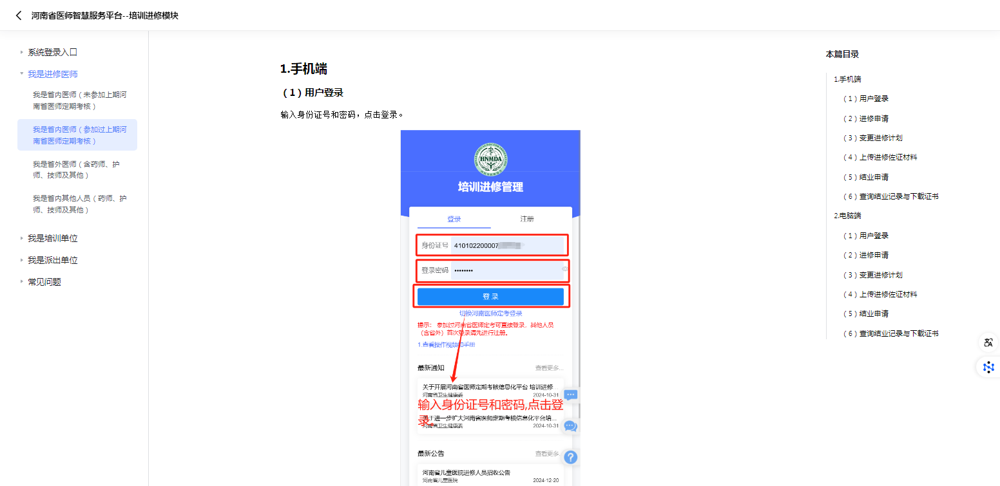 河南省医师智慧服务平台--培训进修模块
系统登录入口
我是进修医师
我是省内医师（未参加上期河
南省医师定期考核）
我是省内医师（参加过上期河
南省医师定期考核）
我是省外医师（含药师、护
师、技师及其他）
我是省内其他人员（药师、护
师、技师及其他）
我是培训单位
我是派出单位
常见问题
1.手机端
（1）用户登录
输入身份证号和密码，点击登录。
HNMDA
培训进修管理
登录
注册
身份证号 410102200007
登录密码 ••••••••
登 录
切换河南医师定考登录
提示： 参加过河南省医师定考可直接登录，其他人员
（含省外）首次登录请先进行注册。
1.查看操作视频和手册
最新通知
查看更多...
关于开展河南省医师定期考核信息化平台 培训进修
河南省卫生健康委
2024-10-31
输入身份证号和密码,点击登
录。
关于进一步扩大河南省医师定期考核信息化平台培...
河南省卫生健康委
2024-10-31
最新公告
查看更多
河南省儿童医院进修人员招收公告
河南省儿童医院
2024-12-20
本篇目录
1.手机端
（1）用户登录
（2）进修申请
（3）变更进修计划
（4）上传进修佐证材料
（5）结业申请
（6）查询结业记录与下载证书
2.电脑端
（1）用户登录
（2）进修申请
（3）变更进修计划
（4）上传进修佐证材料
（5）结业申请
（6）查询结业记录与下载证书